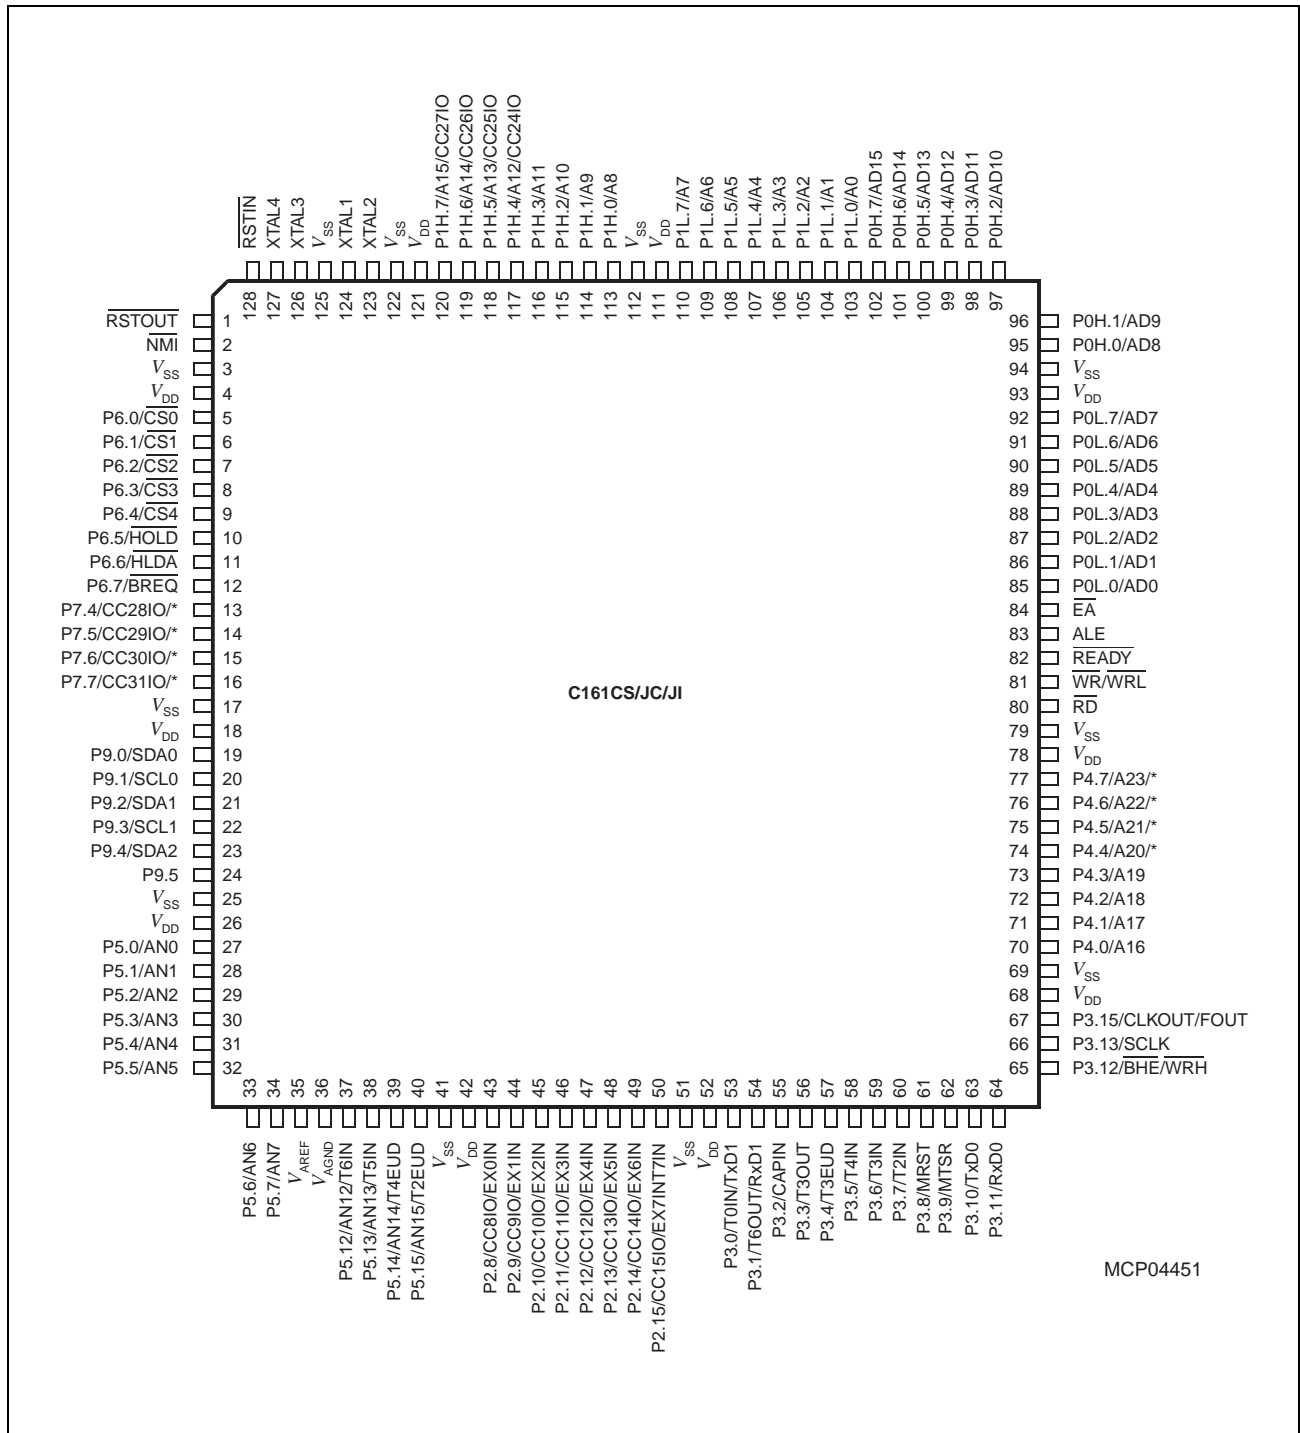 RSTIN
XTAL4
XTAL3
VSS
XTAL1
XTAL2
VSS
VDD
P1H.7/A15/CC27IO
P1H.6/A14/CC26IO
P1H.5/A13/CC25IO
P1H.4/A12/CC24IO
P1H.3/A11
P1H.2/A10
P1H.1/A9
P1H.0/A8
VSS
VDD
P1L.7/A7
P1L.6/A6
P1L.5/A5
P1L.4/A4
P1L.3/A3
P1L.2/A2
P1L.1/A1
P1L.0/A0
P0H.7/AD15
P0H.6/AD14
P0H.5/AD13
P0H.4/AD12
P0H.3/AD11
P0H.2/AD10
128
127
126
125
124
123
122
121
120
119
118
117
116
115
114
113
112
111
110
109
108
107
106
105
104
103
102
101
100
99
98
97
RSTOUT 1
NMI 2
VSS 3
VDD 4
P6.0/CS0 5
P6.1/CS1 6
P6.2/CS2 7
P6.3/CS3 8
P6.4/CS4 9
P6.5/HOLD 10
P6.6/HLDA 11
P6.7/BREQ 12
P7.4/CC28IO/* 13
P7.5/CC29IO/* 14
P7.6/CC30IO/* 15
P7.7/CC31IO/* 16
VSS 17
VDD 18
P9.0/SDA0 19
P9.1/SCL0 20
P9.2/SDA1 21
P9.3/SCL1 22
P9.4/SDA2 23
P9.5 24
VSS 25
VDD 26
P5.0/AN0 27
P5.1/AN1 28
P5.2/AN2 29
P5.3/AN3 30
P5.4/AN4 31
P5.5/AN5 32
C161CS/JC/JI
96 P0H.1/AD9
95 P0H.0/AD8
94 VSS
93 VDD
92 P0L.7/AD7
91 P0L.6/AD6
90 P0L.5/AD5
89 P0L.4/AD4
88 P0L.3/AD3
87 P0L.2/AD2
86 P0L.1/AD1
85 P0L.0/AD0
84 EA
83 ALE
82 READY
81 WR/WRL
80 RD
79 VSS
78 VDD
77 P4.7/A23/*
76 P4.6/A22/*
75 P4.5/A21/*
74 P4.4/A20/*
73 P4.3/A19
72 P4.2/A18
71 P4.1/A17
70 P4.0/A16
69 VSS
68 VDD
67 P3.15/CLKOUT/FOUT
66 P3.13/SCLK
65 P3.12/BHE/WRH
33
34
35
36
37
38
39
40
41
42
43
44
45
46
47
48
49
50
51
52
53
54
55
56
57
58
59
60
61
62
63
64
P5.6/AN6
P5.7/AN7
VAREF
VAGND
P5.12/AN12/T6IN
P5.13/AN13/T5IN
P5.14/AN14/T4EUD
P5.15/AN15/T2EUD
VSS
VDD
P2.8/CC8IO/EX0IN
P2.9/CC9IO/EX1IN
P2.10/CC10IO/EX2IN
P2.11/CC11IO/EX3IN
P2.12/CC12IO/EX4IN
P2.13/CC13IO/EX5IN
P2.14/CC14IO/EX6IN
P2.15/CC15IO/EX7INT7IN
VSS
VDD
P3.0/T0IN/TxD1
P3.1/T6OUT/RxD1
P3.2/CAPIN
P3.3/T3OUT
P3.4/T3EUD
P3.5/T4IN
P3.6/T3IN
P3.7/T2IN
P3.8/MRST
P3.9/MTSR
P3.10/TxD0
P3.11/RxD0
MCP04451